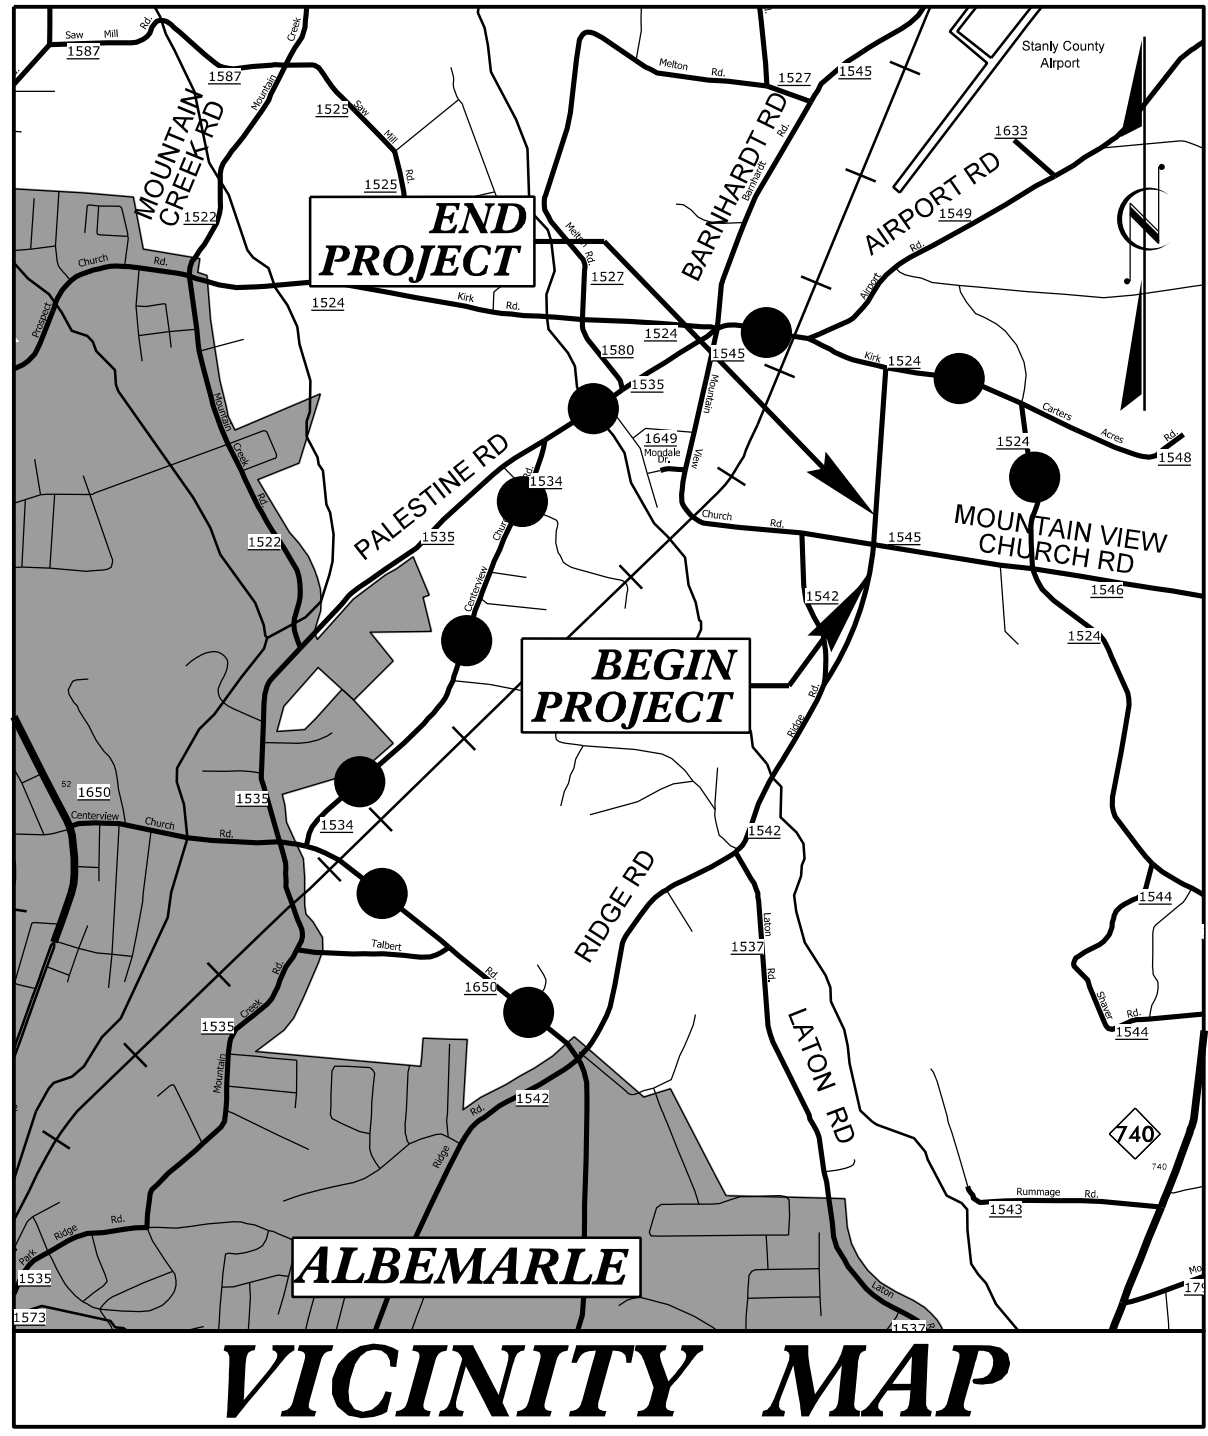 Saw Mill Rd.
1587
1587
Mountain Creek
MOUNTAIN
CREEK RD
1525
Saw Mill Rd.
1525
1522
Melton Rd.
1527
1545
Stanly County
Airport
BARNHARDT RD
Barnhardt Rd.
1633
AIRPORT RD
1549
Airport Rd.
END
PROJECT
Melton Rd.
1527
Prospect Church Rd.
1524
Kirk Rd.
1524
1580
1545
1535
Kirk
1524
Carters Acres Rd.
1548
1524
Mountain View Church Rd.
1649
Mondale
Dr.
Mountain Creek Rd.
1522
PALESTINE RD
1535
1534
Centerview Church Rd.
1545
MOUNTAIN VIEW
CHURCH RD
1546
1542
1524
BEGIN
PROJECT
Ridge Rd.
52
1650
Centerview Church Rd.
1535
1534
1542
RIDGE RD
Talbert Rd.
1650
1537
Laton Rd.
1544
Shaver Rd.
1544
Mountain Creek Rd.
1535
LATON RD
1542
Ridge Rd.
740
740
Rummage Rd.
1543
Park Ridge Rd.
1535
1573
ALBEMARLE
Laton
1537
Mo
179
VICINITY MAP